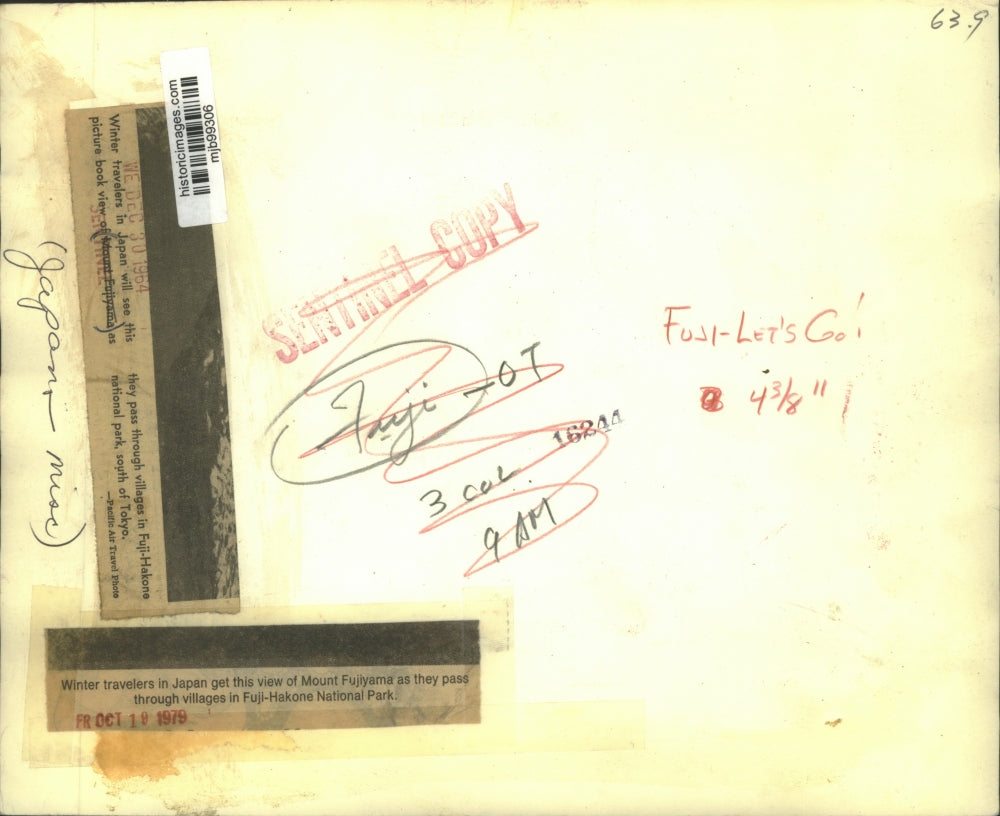 63.9
historicimages.com
mjb99306
Winter travelers in Japan will see this
picture book view of Mount Fujiyama as
they pass through villages in Fuji-Hakone
national park, south of Tokyo.
—Pacific Air Travel Photo
WE DEC 30 1964
SENTINEL
(Japan - misc)
SENTINEL COPY
Fuji - OT
16244
3 COL
9 AM
FUJI-LET'S GO!
4 3/8"
Winter travelers in Japan get this view of Mount Fujiyama as they pass
through villages in Fuji-Hakone National Park.
FR OCT 19 1979